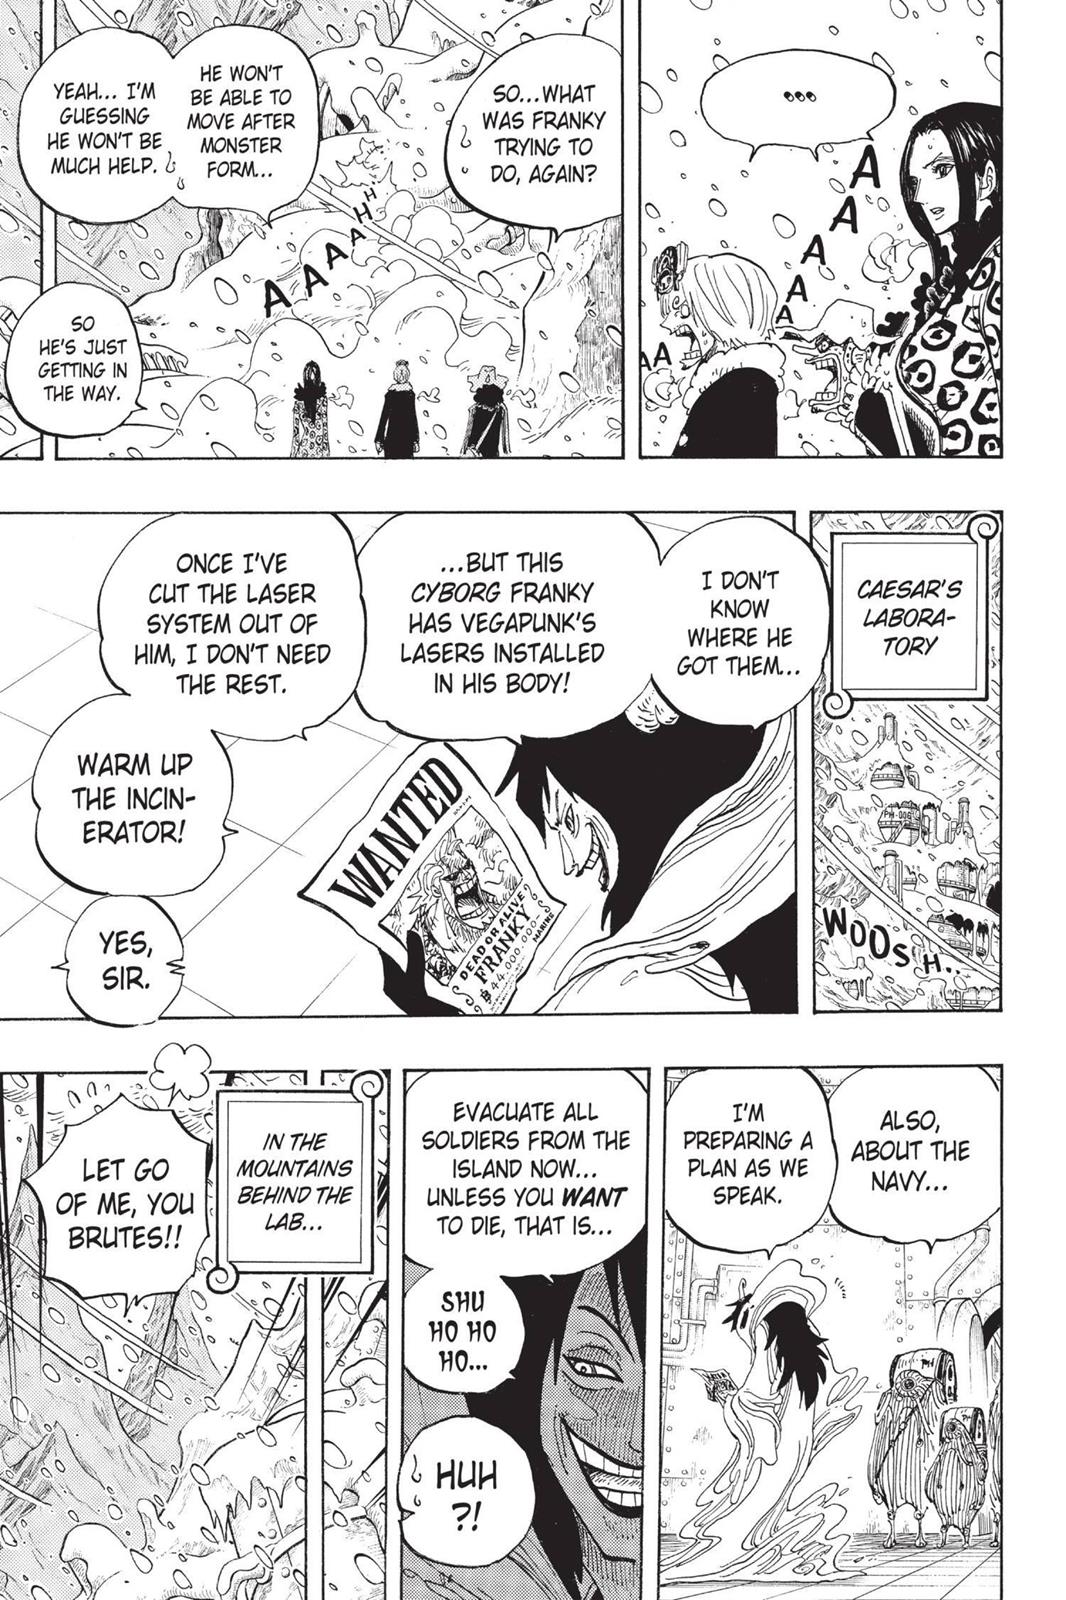 ...
A
A
A
A
A
AA
SO...WHAT
WAS FRANKY
TRYING TO
DO, AGAIN?
HE WON'T
BE ABLE TO
MOVE AFTER
MONSTER
FORM...
YEAH... I'M
GUESSING
HE WON'T BE
MUCH HELP.
AAAAAHH
SO
HE'S JUST
GETTING IN
THE WAY.
CAESAR'S
LABORA-
TORY
PH-006
WOOSH..
I DON'T
KNOW
WHERE HE
GOT THEM...
...BUT THIS
CYBORG FRANKY
HAS VEGAPUNK'S
LASERS INSTALLED
IN HIS BODY!
ONCE I'VE
CUT THE LASER
SYSTEM OUT OF
HIM, I DON'T NEED
THE REST.
WARM UP
THE INCIN-
ERATOR!
WANTED
DEAD OR ALIVE
FRANKY
44.000.000
MARINE
YES,
SIR.
ALSO,
ABOUT THE
NAVY...
I'M
PREPARING A
PLAN AS WE
SPEAK.
EVACUATE ALL
SOLDIERS FROM THE
ISLAND NOW...
UNLESS YOU WANT
TO DIE, THAT IS...
SHU
HO HO
HO...
HUH
?!
IN THE
MOUNTAINS
BEHIND THE
LAB...
LET GO
OF ME, YOU
BRUTES!!